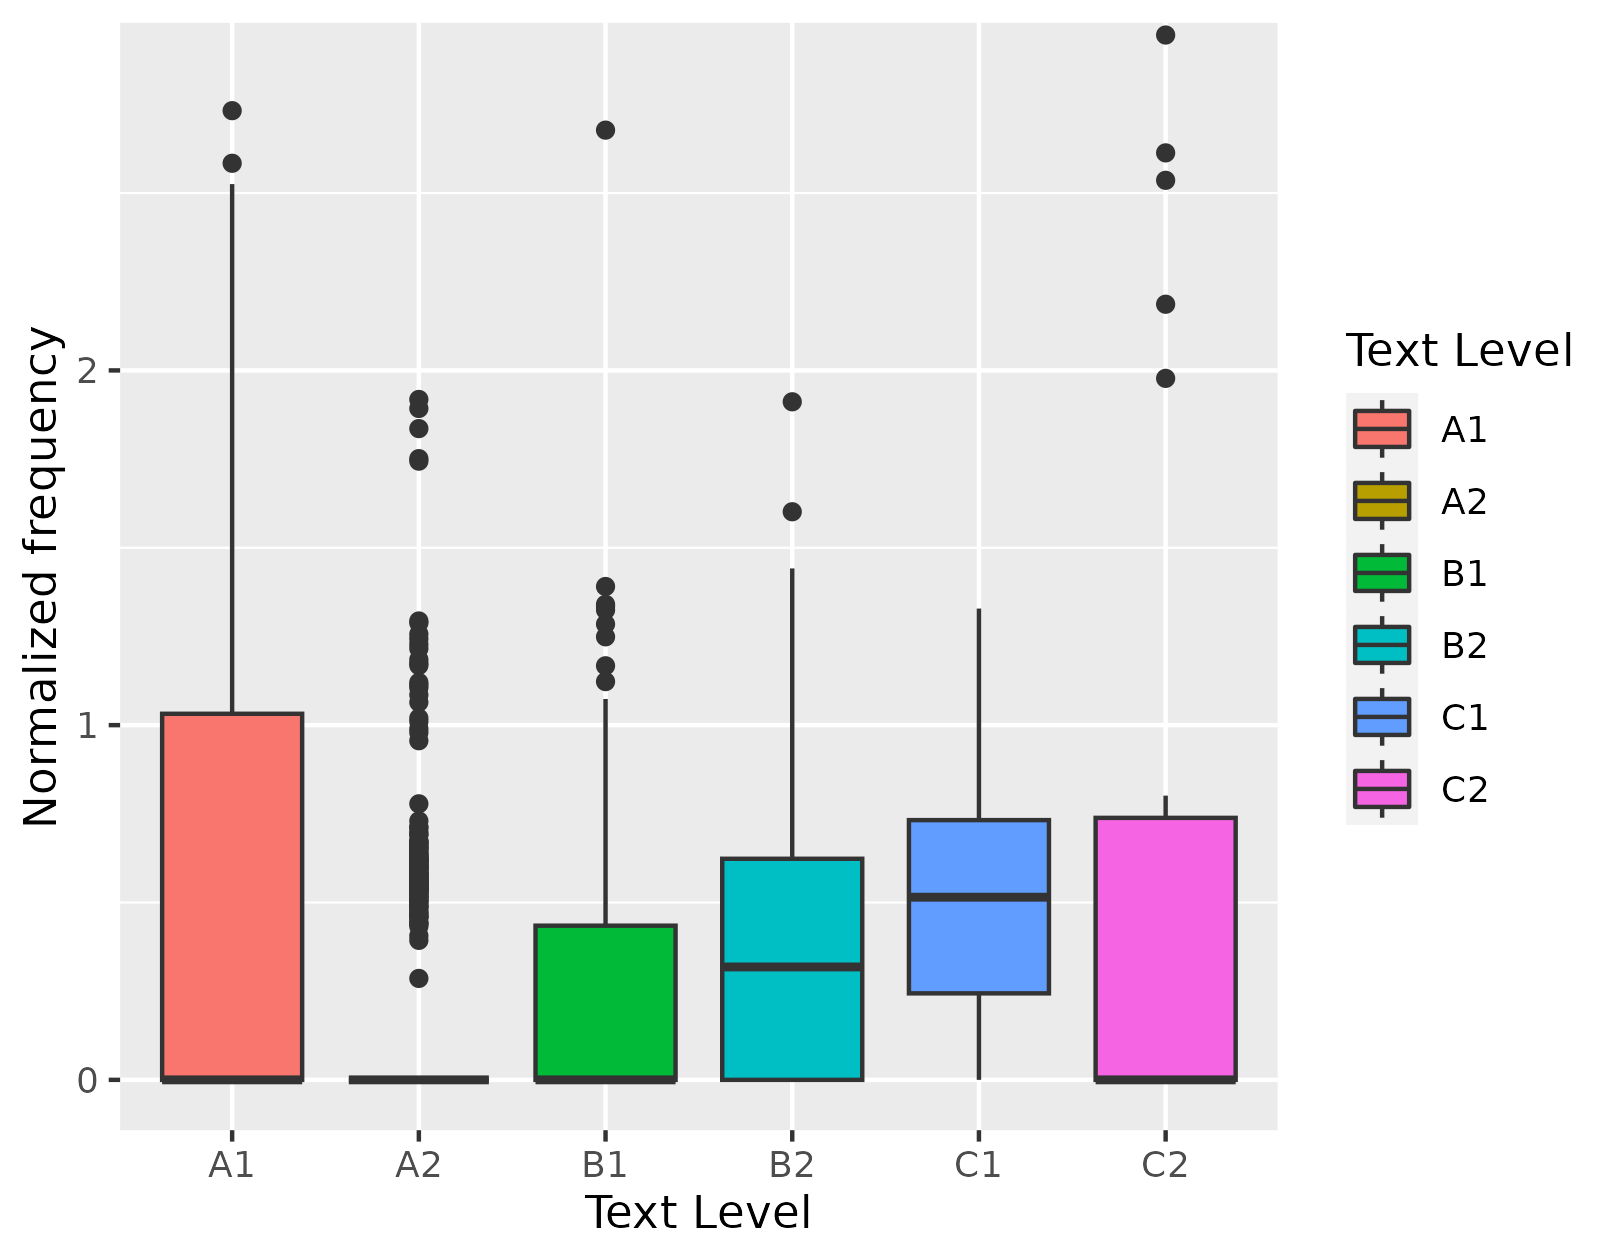 Normalized frequency
2
1
0
A1 A2 B1 B2 C1 C2
Text Level
Text Level
A1
A2
B1
B2
C1
C2